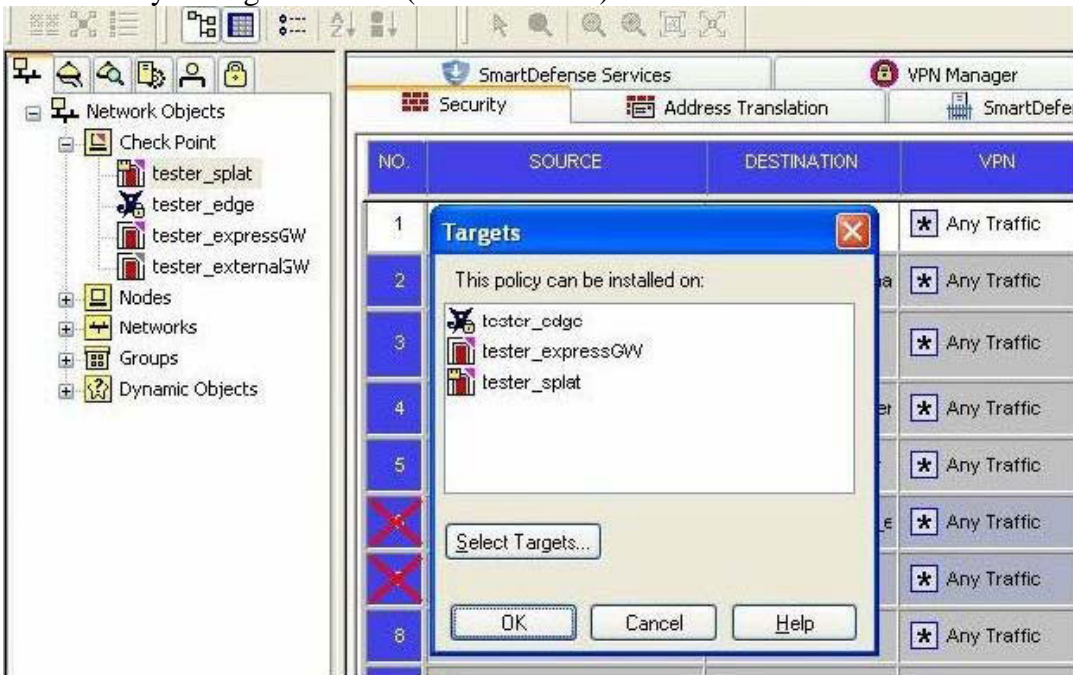 SmartDefense Services
VPN Manager
Security
Address Translation
Network Objects
Check Point
tester_splat
tester_edge
tester_expressGW
tester_externalGW
Nodes
Networks
Groups
Dynamic Objects
NO.
SOURCE
DESTINATION
VPN
1
Any Traffic
2
Any Traffic
3
Any Traffic
4
Any Traffic
5
Any Traffic
Any Traffic
Any Traffic
8
Any Traffic
Targets
This policy can be installed on:
tester_edge
tester_expressGW
tester_splat
Select Targets...
OK
Cancel
Help